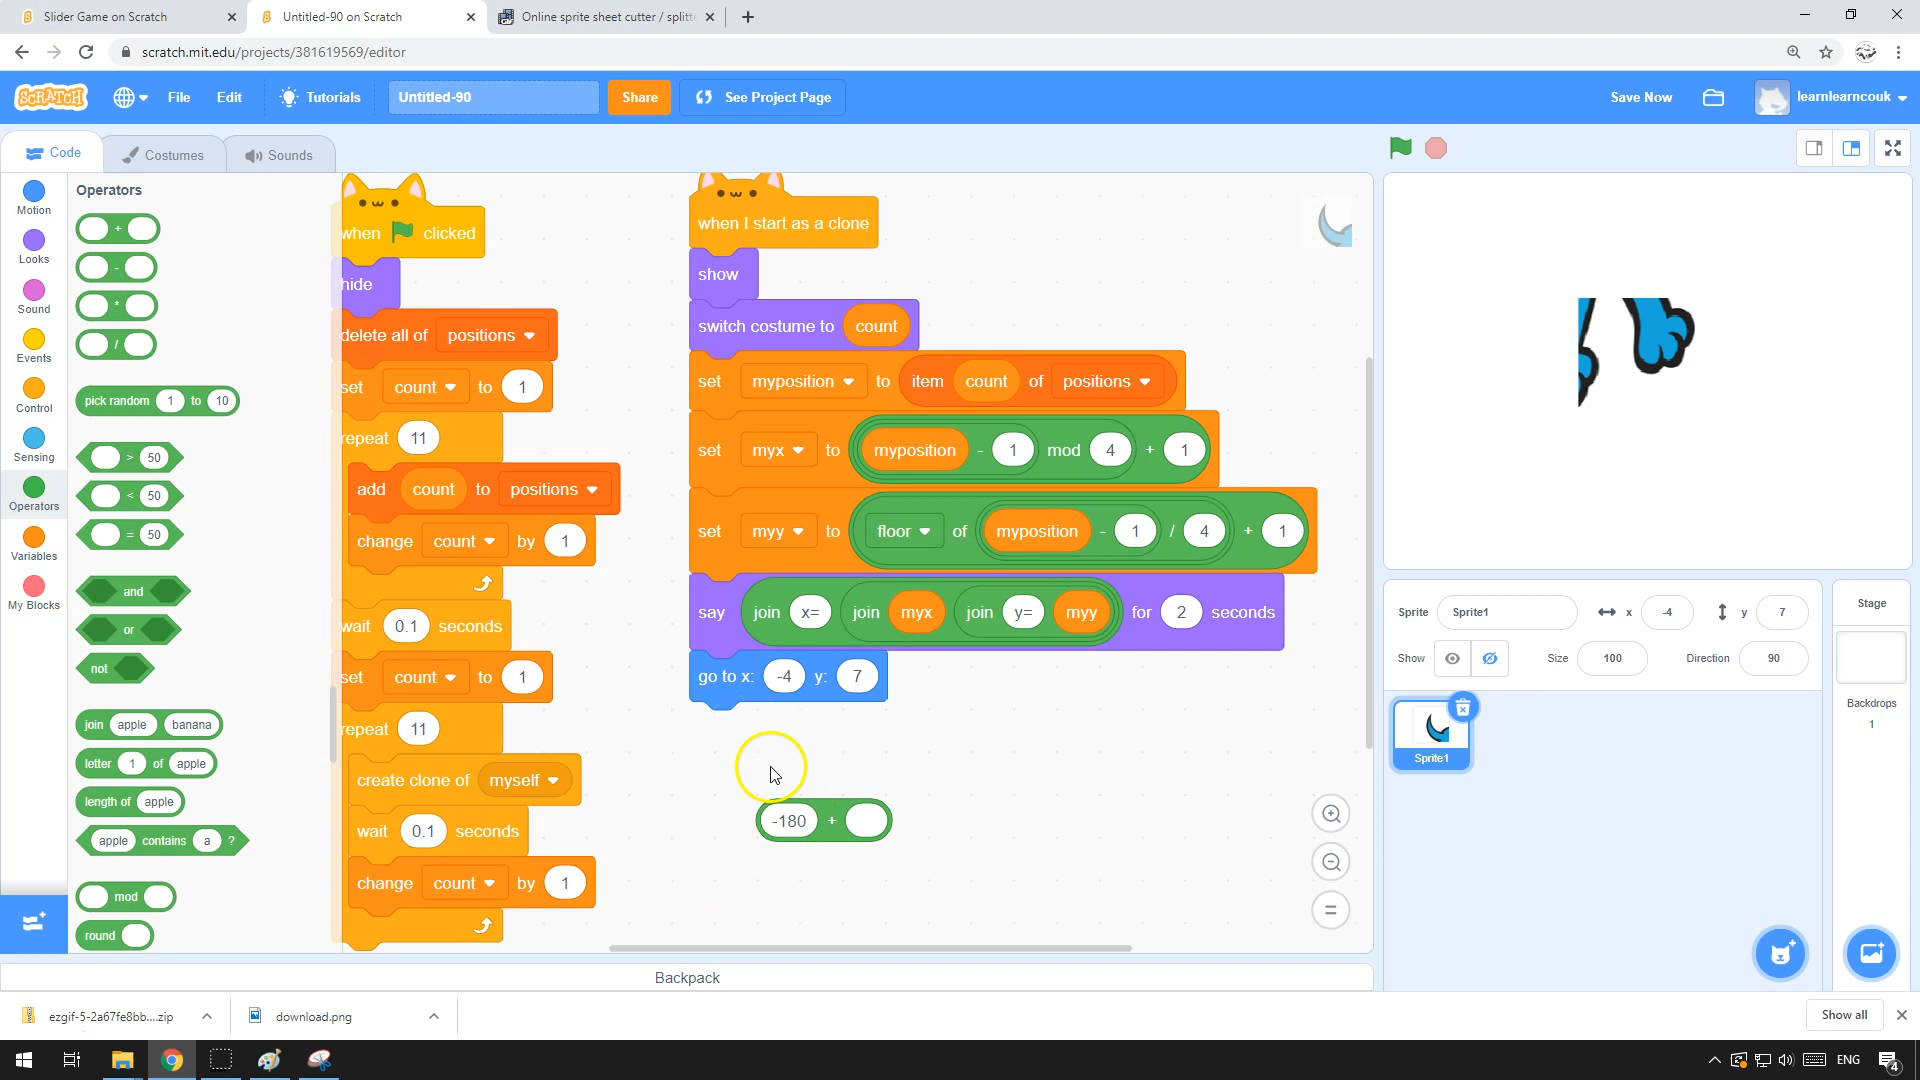 Slider Game on Scratch
Untitled-90 on Scratch
Online sprite sheet cutter / splitte
scratch.mit.edu/projects/381619569/editor
SCRATCH
File
Edit
Tutorials
Untitled-90
Share
See Project Page
Save Now
learnlearncouk
Code
Costumes
Sounds
Motion
Looks
Sound
Events
Control
Sensing
Operators
Variables
My Blocks
Operators
+
-
*
/
pick random 1 to 10
> 50
< 50
= 50
and
or
not
join apple banana
letter 1 of apple
length of apple
apple contains a ?
mod
round
when clicked
hide
delete all of positions
set count to 1
repeat 11
add count to positions
change count by 1
wait 0.1 seconds
set count to 1
repeat 11
create clone of myself
wait 0.1 seconds
change count by 1
when I start as a clone
show
switch costume to count
set myposition to item count of positions
set myx to myposition - 1 mod 4 + 1
set myy to floor of myposition - 1 / 4 + 1
say join x= join myx join y= myy for 2 seconds
go to x: -4 y: 7
-180 +
Sprite Sprite1 x -4 y 7
Show Size 100 Direction 90
Sprite1
Stage
Backdrops
1
Backpack
ezgif-5-2a67fe8bb....zip
download.png
Show all
ENG
4